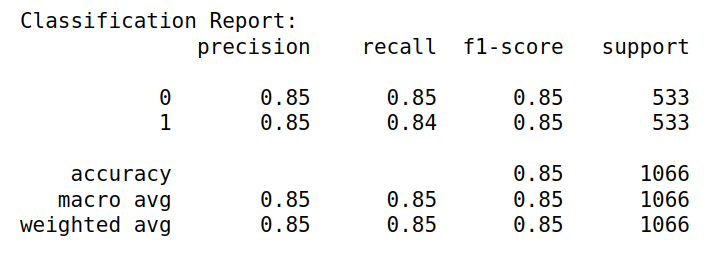 Classification Report:
              precision    recall  f1-score   support

           0       0.85      0.85      0.85       533
           1       0.85      0.84      0.85       533

    accuracy                           0.85      1066
   macro avg       0.85      0.85      0.85      1066
weighted avg       0.85      0.85      0.85      1066